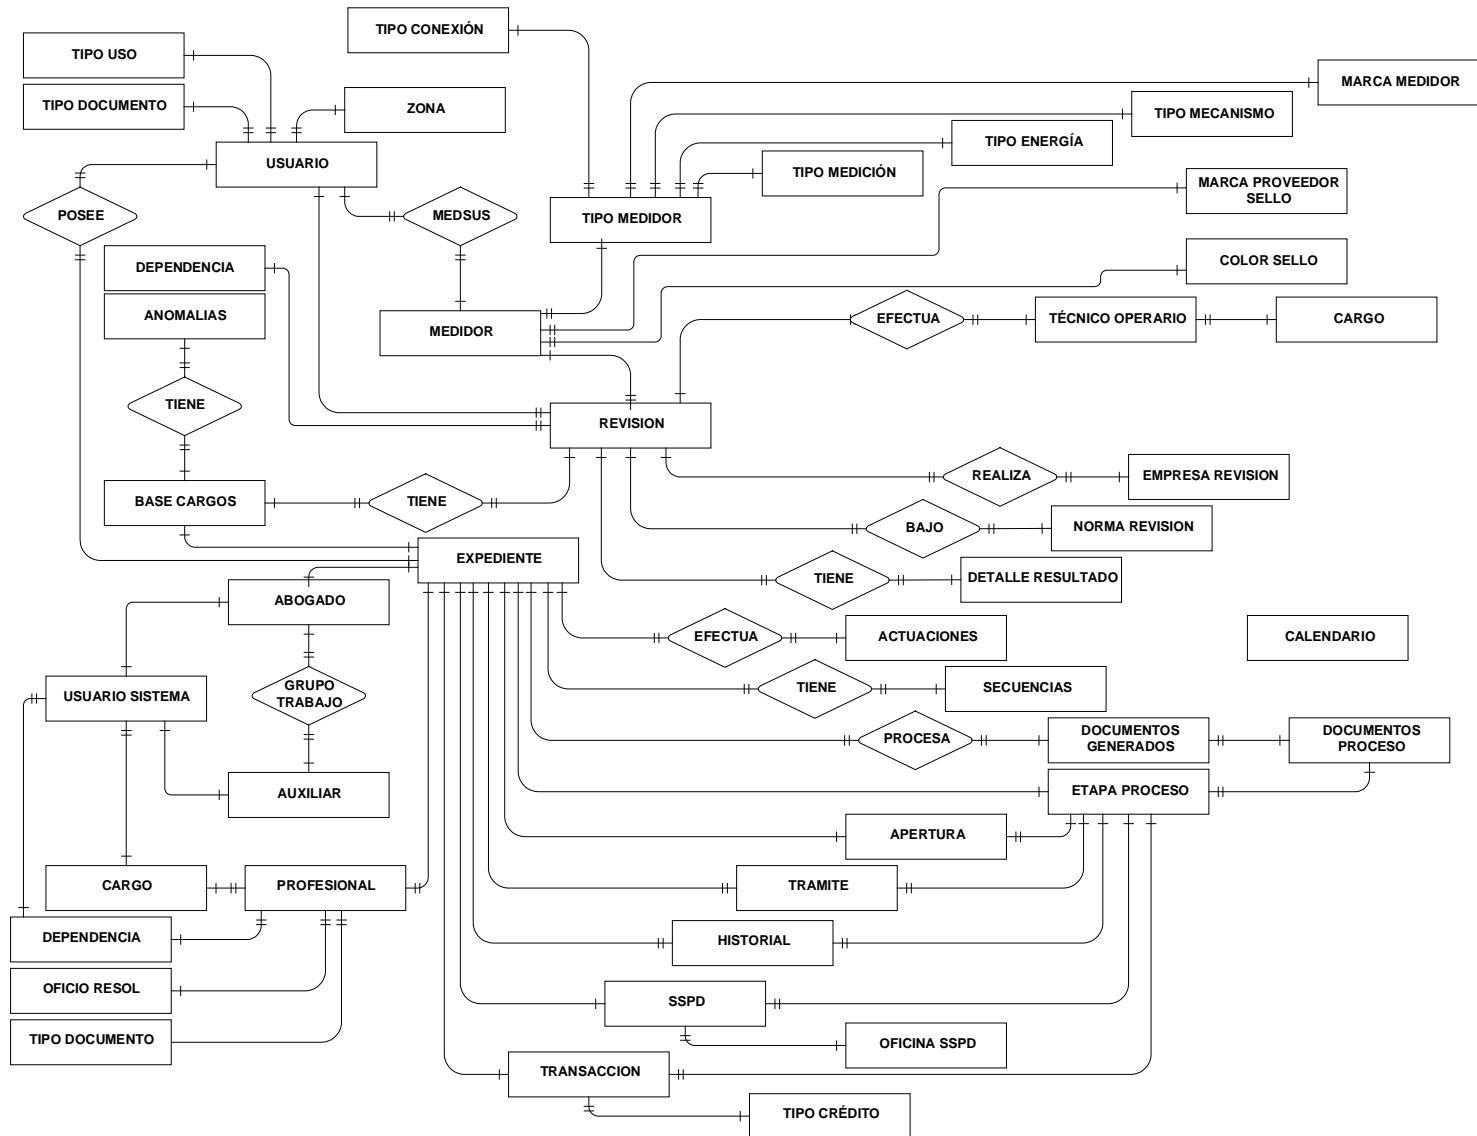 TIPO CONEXIÓN
TIPO USO
MARCA MEDIDOR
TIPO DOCUMENTO
ZONA
TIPO MECANISMO
TIPO ENERGÍA
USUARIO
TIPO MEDICIÓN
MARCA PROVEEDOR
SELLO
POSEE
MEDSUS
TIPO MEDIDOR
DEPENDENCIA
COLOR SELLO
ANOMALIAS
EFECTUA
TÉCNICO OPERARIO
CARGO
MEDIDOR
TIENE
REVISION
REALIZA
EMPRESA REVISION
BASE CARGOS
TIENE
BAJO
NORMA REVISION
EXPEDIENTE
TIENE
DETALLE RESULTADO
ABOGADO
EFECTUA
ACTUACIONES
CALENDARIO
USUARIO SISTEMA
GRUPO
TRABAJO
TIENE
SECUENCIAS
PROCESA
DOCUMENTOS
GENERADOS
DOCUMENTOS
PROCESO
AUXILIAR
ETAPA PROCESO
APERTURA
CARGO
PROFESIONAL
TRAMITE
DEPENDENCIA
HISTORIAL
OFICIO RESOL
SSPD
TIPO DOCUMENTO
OFICINA SSPD
TRANSACCION
TIPO CRÉDITO